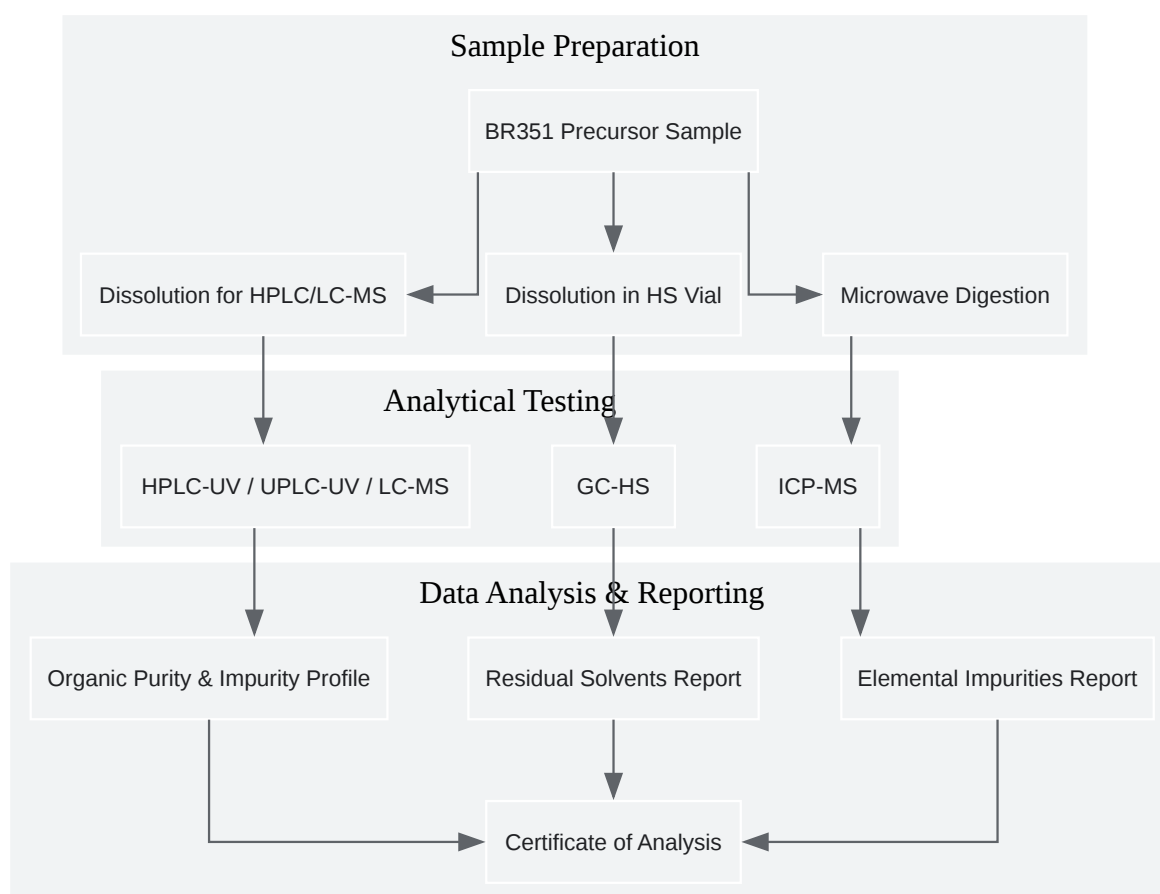 Sample Preparation
BR351 Precursor Sample
Dissolution for HPLC/LC-MS
Dissolution in HS Vial
Microwave Digestion
Analytical Testing
HPLC-UV / UPLC-UV / LC-MS
GC-HS
ICP-MS
Data Analysis & Reporting
Organic Purity & Impurity Profile
Residual Solvents Report
Elemental Impurities Report
Certificate of Analysis